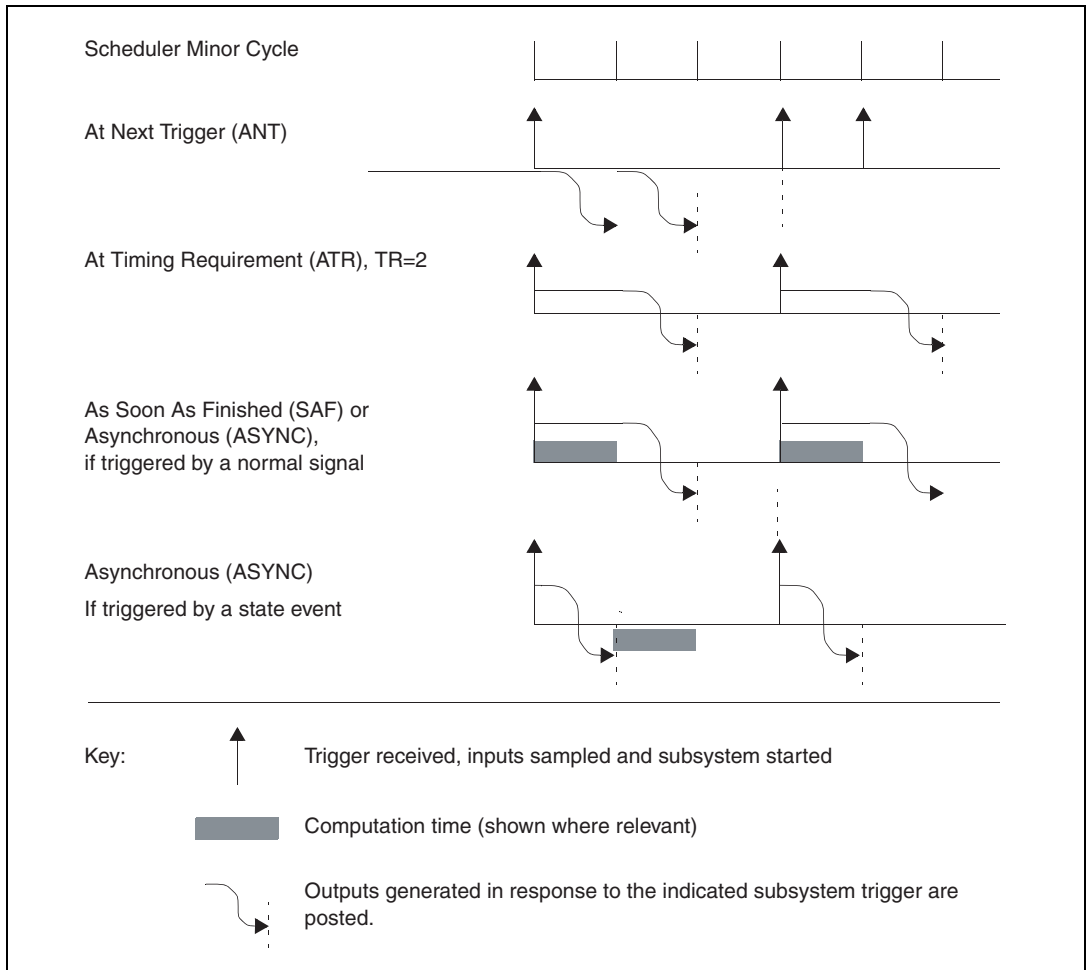 Scheduler Minor Cycle
At Next Trigger (ANT)
At Timing Requirement (ATR), TR=2
As Soon As Finished (SAF) or
Asynchronous (ASYNC),
if triggered by a normal signal
Asynchronous (ASYNC)
If triggered by a state event
Key:
Trigger received, inputs sampled and subsystem started
Computation time (shown where relevant)
Outputs generated in response to the indicated subsystem trigger are
posted.